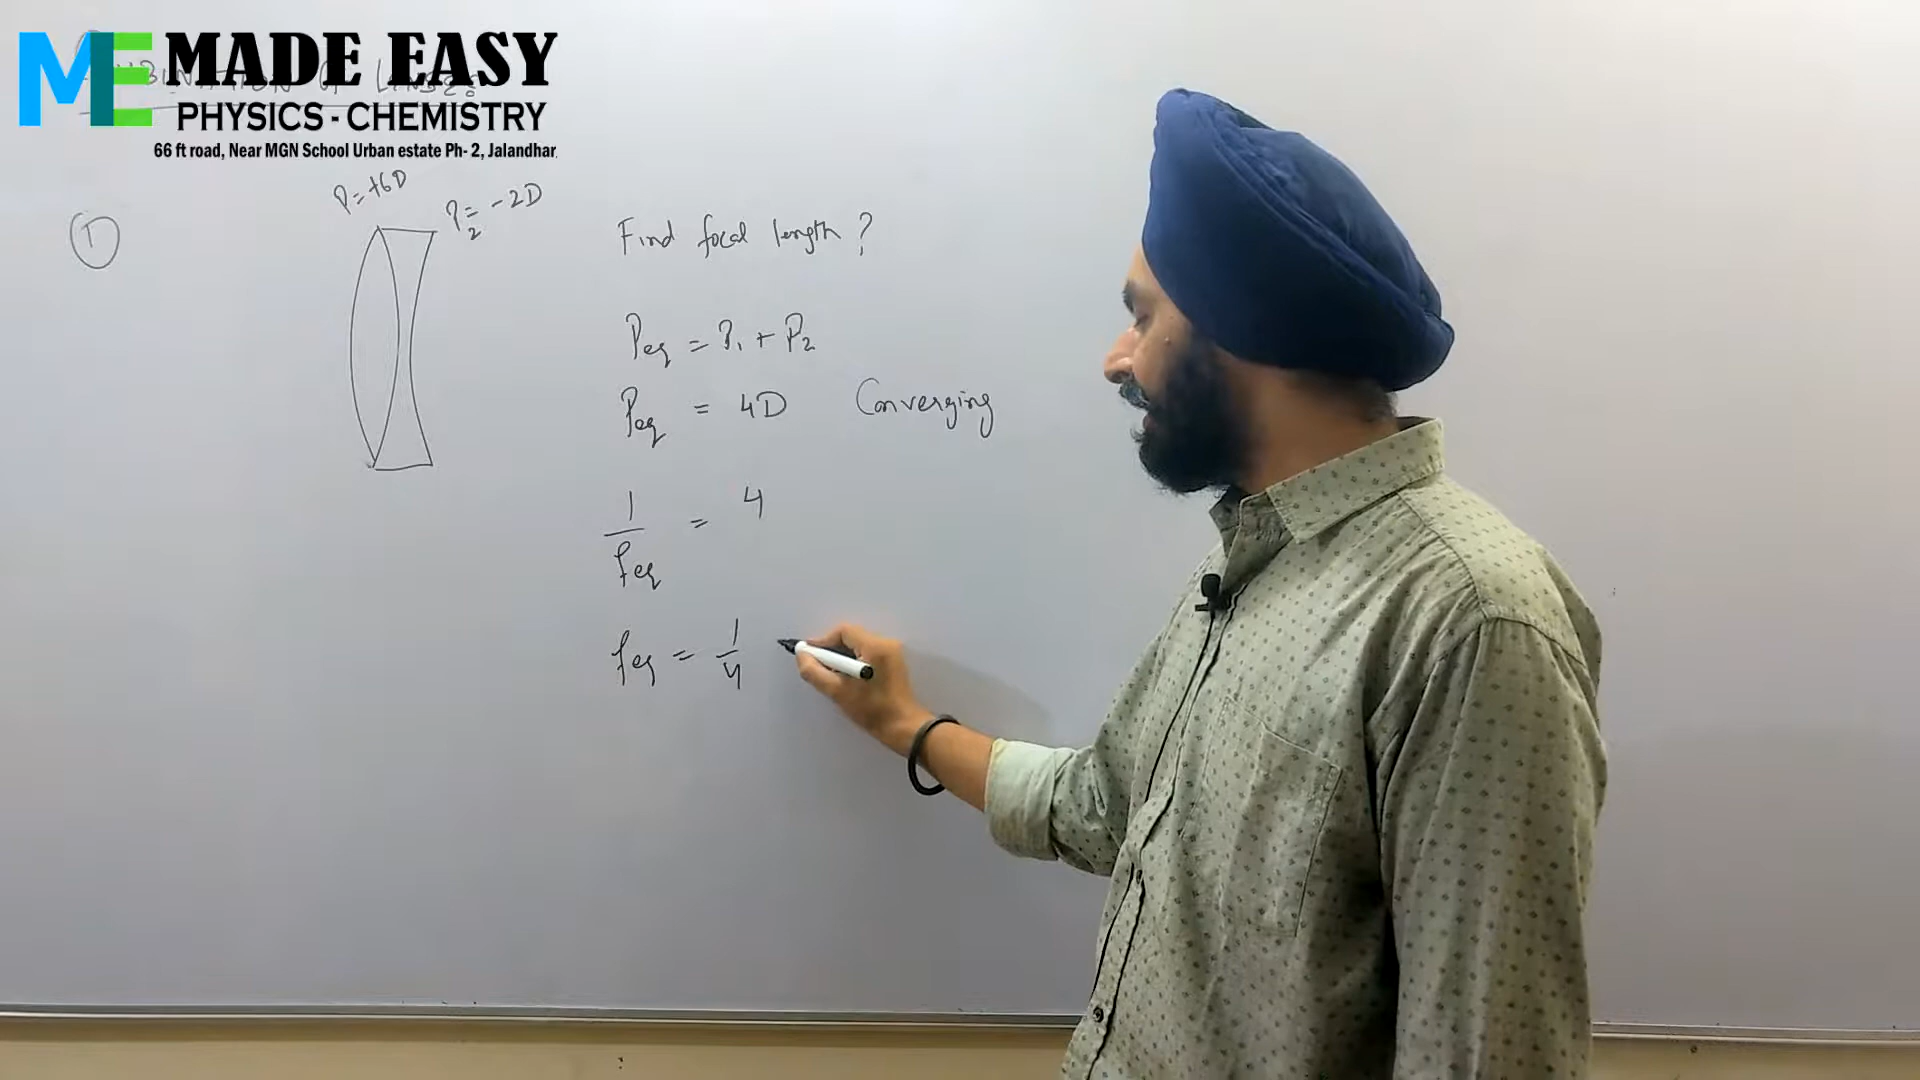 ME MADE EASY
PHYSICS - CHEMISTRY
66 ft road, Near MGN School Urban estate Ph- 2, Jalandhar
①
P = +6D
P₂ = -2D
Find focal length ?
Peq = P₁ + P₂
Peq = 4D Converging
1/feq = 4
feq = 1/4